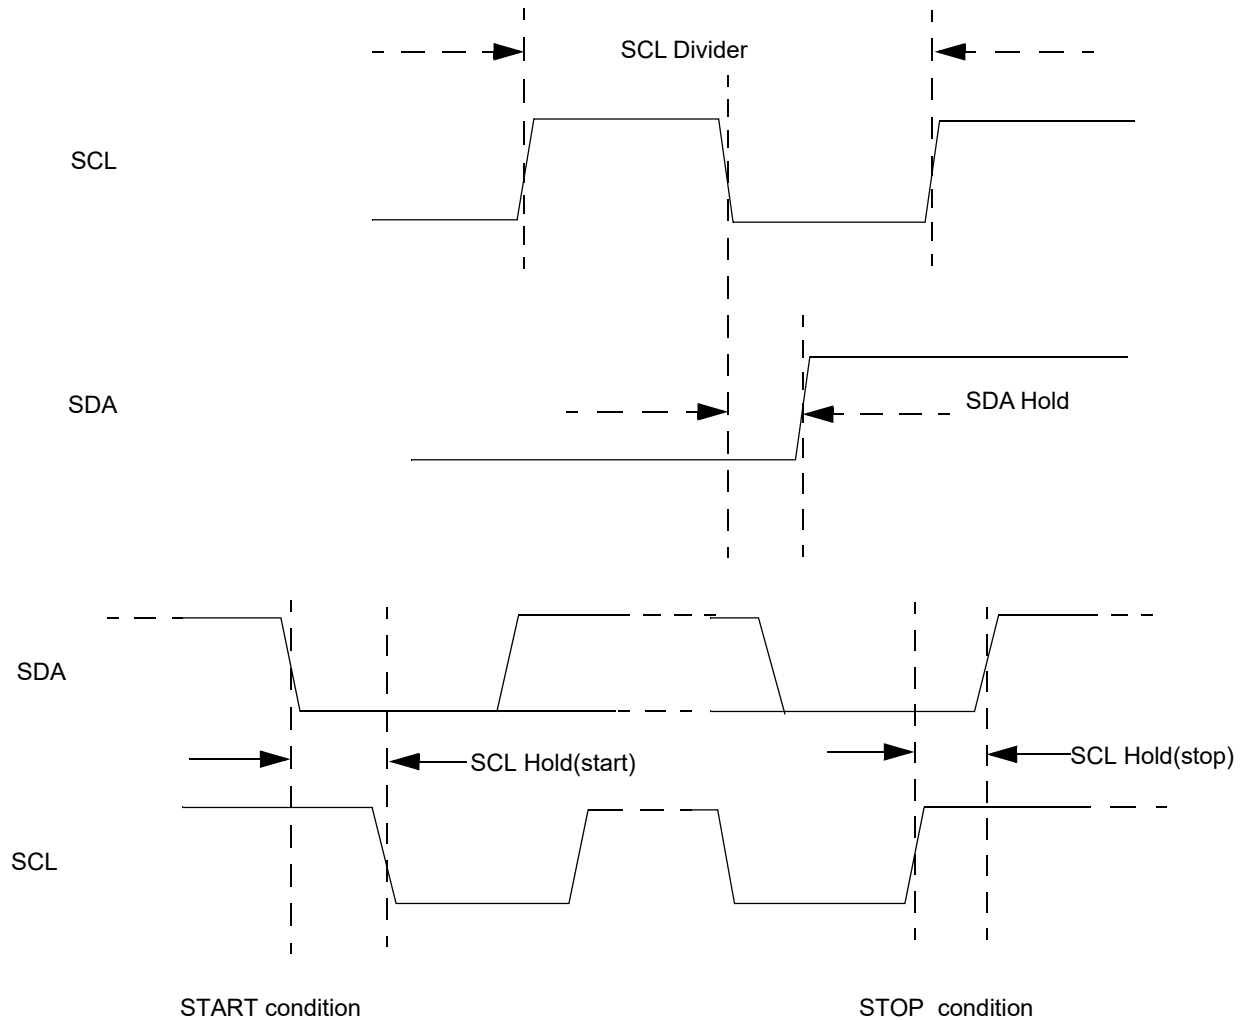 SCL Divider
SCL
SDA
SDA Hold
SDA
SCL Hold(start)
SCL Hold(stop)
SCL
START condition
STOP  condition